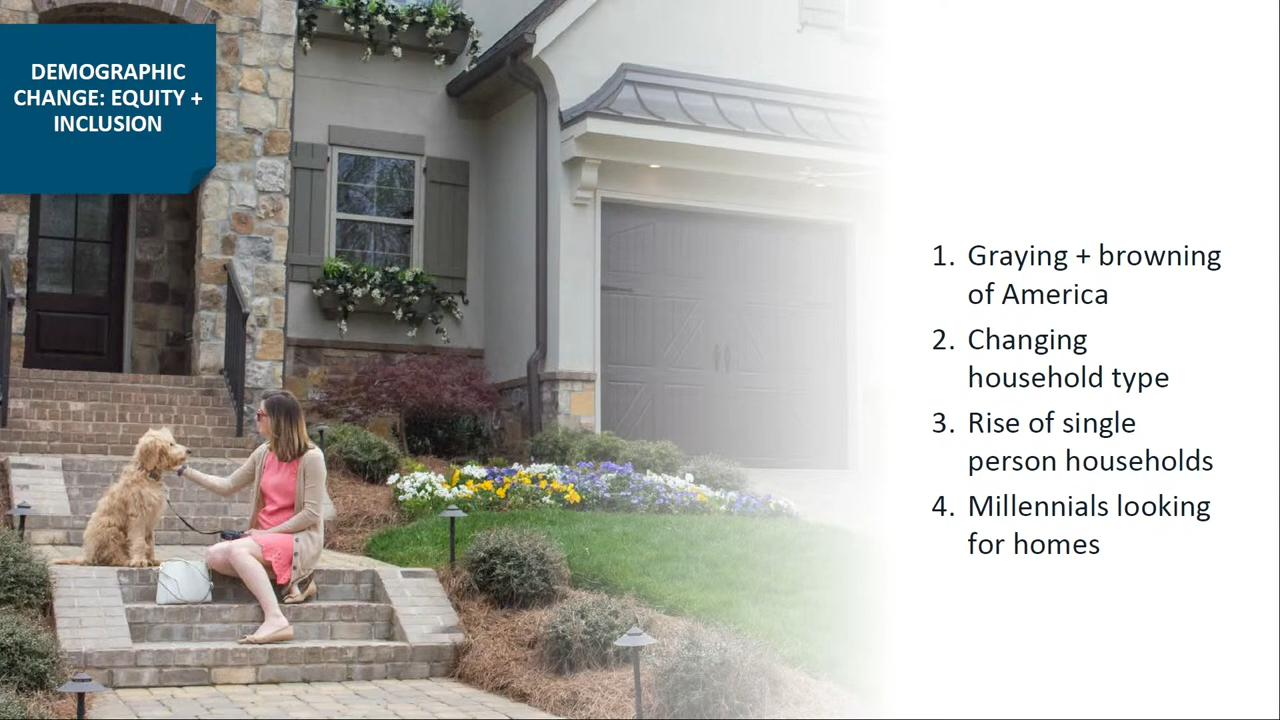 DEMOGRAPHIC
CHANGE: EQUITY +
INCLUSION
1. Graying + browning
of America
2. Changing
household type
3. Rise of single
person households
4. Millennials looking
for homes